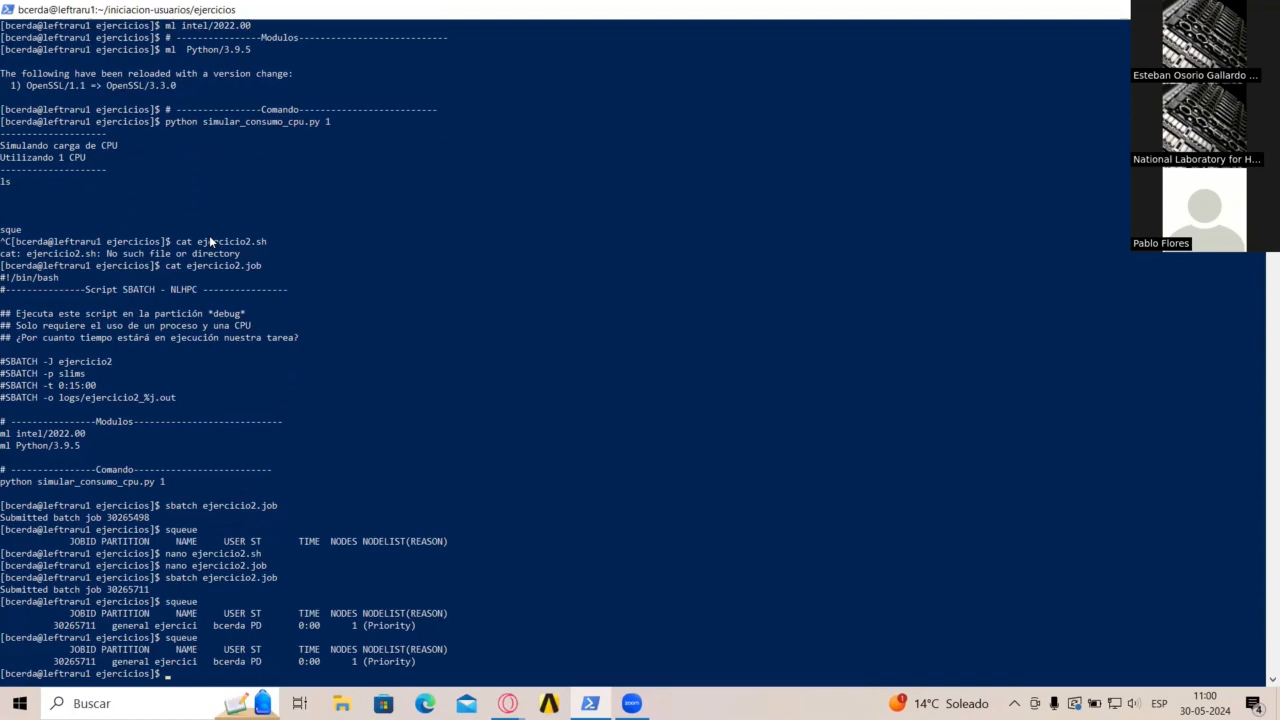 bcerda@leftraru1:~/iniciacion-usuarios/ejercicios
[bcerda@leftraru1 ejercicios]$ ml intel/2022.00
[bcerda@leftraru1 ejercicios]$ # ----------------Modulos----------------------------
[bcerda@leftraru1 ejercicios]$ ml  Python/3.9.5
The following have been reloaded with a version change:
1) OpenSSL/1.1 => OpenSSL/3.3.0
[bcerda@leftraru1 ejercicios]$ # ----------------Comando--------------------------
[bcerda@leftraru1 ejercicios]$ python simular_consumo_cpu.py 1
--------------------
Simulando carga de CPU
Utilizando 1 CPU
--------------------
ls
sque
^C[bcerda@leftraru1 ejercicios]$ cat ejercicio2.sh
cat: ejercicio2.sh: No such file or directory
[bcerda@leftraru1 ejercicios]$ cat ejercicio2.job
#!/bin/bash
#---------------Script SBATCH - NLHPC ----------------
## Ejecuta este script en la partición *debug*
## Solo requiere el uso de un proceso y una CPU
## ¿Por cuanto tiempo estárá en ejecución nuestra tarea?
#SBATCH -J ejercicio2
#SBATCH -p slims
#SBATCH -t 0:15:00
#SBATCH -o logs/ejercicio2_%j.out
# ----------------Modulos----------------------------
ml intel/2022.00
ml Python/3.9.5
# ----------------Comando--------------------------
python simular_consumo_cpu.py 1
[bcerda@leftraru1 ejercicios]$ sbatch ejercicio2.job
Submitted batch job 30265498
[bcerda@leftraru1 ejercicios]$ squeue
JOBID PARTITION     NAME     USER ST       TIME  NODES NODELIST(REASON)
[bcerda@leftraru1 ejercicios]$ nano ejercicio2.sh
[bcerda@leftraru1 ejercicios]$ nano ejercicio2.job
[bcerda@leftraru1 ejercicios]$ sbatch ejercicio2.job
Submitted batch job 30265711
[bcerda@leftraru1 ejercicios]$ squeue
JOBID PARTITION     NAME     USER ST       TIME  NODES NODELIST(REASON)
30265711   general ejercici   bcerda PD       0:00      1 (Priority)
[bcerda@leftraru1 ejercicios]$ squeue
JOBID PARTITION     NAME     USER ST       TIME  NODES NODELIST(REASON)
30265711   general ejercici   bcerda PD       0:00      1 (Priority)
[bcerda@leftraru1 ejercicios]$
Esteban Osorio Gallardo ...
National Laboratory for H...
Pablo Flores
Buscar
zoom
1
14°C Soleado
ESP
11:00
30-05-2024
4